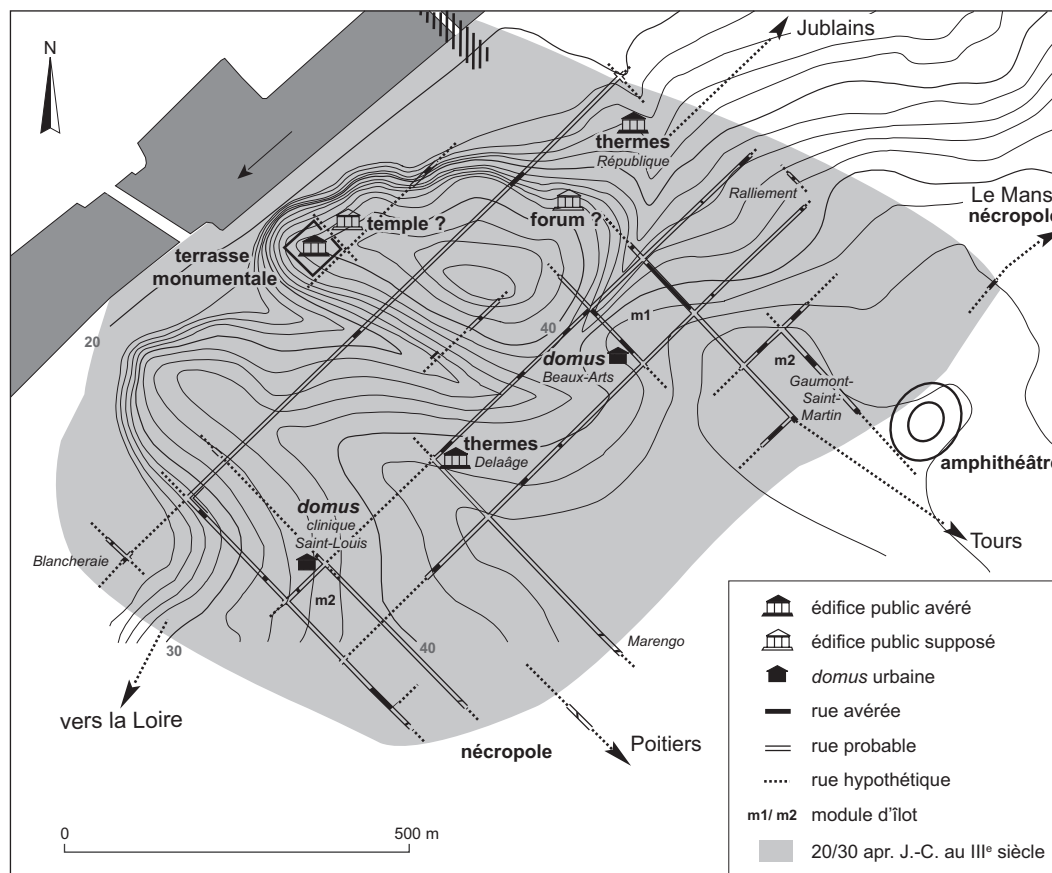 N
Jublains
thermes
République
Ralliement
Le Mans
nécropole
forum ?
temple ?
terrasse
monumentale
20
40
m1
domus
Beaux-Arts
m2
Gaumont-
Saint-
Martin
amphithéâtre
thermes
Delaâge
domus
clinique
Saint-Louis
Blancheraie
m2
Tours
30
40
Marengo
vers la Loire
nécropole
Poitiers
0
500 m
édifice public avéré
édifice public supposé
domus urbaine
rue avérée
rue probable
rue hypothétique
m1/ m2 module d'îlot
20/30 apr. J.-C. au IIIe siècle